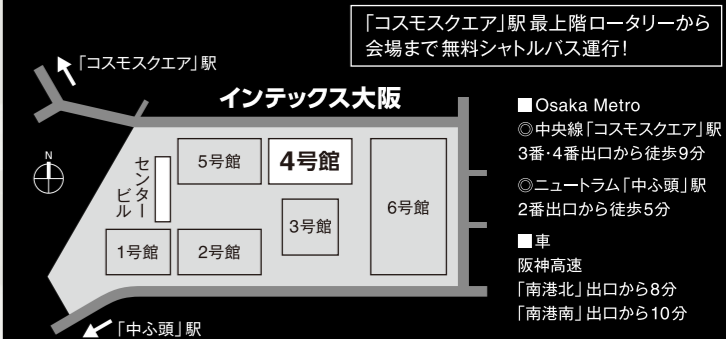 「コスモスクエア」駅 最上階ロータリーから
会場まで無料シャトルバス運行!
「コスモスクエア」駅
インテックス大阪
N
センター
ビル
5号館
4号館
3号館
6号館
1号館
2号館
「中ふ頭」駅
■Osaka Metro
◎中央線「コスモスクエア」駅
3番・4番出口から徒歩9分
◎ニュートラム「中ふ頭」駅
2番出口から徒歩5分
■車
阪神高速
「南港北」出口から8分
「南港南」出口から10分